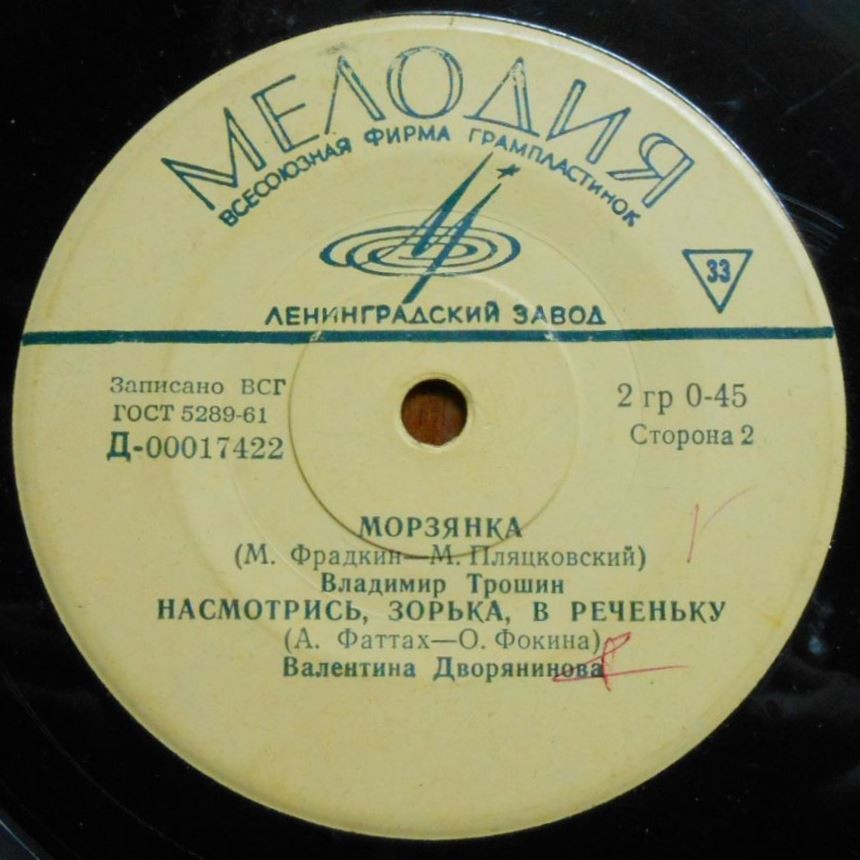 МЕЛОДИЯ
ВСЕСОЮЗНАЯ ФИРМА ГРАМПЛАСТИНОК
33
ЛЕНИНГРАДСКИЙ ЗАВОД
Записано ВСГ
ГОСТ 5289-61
Д-00017422
2 гр 0-45
Сторона 2
МОРЗЯНКА
(М. Фрадкин—М. Пляцковский)
Владимир Трошин
НАСМОТРИСЬ, ЗОРЬКА, В РЕЧЕНЬКУ
(А. Фаттах—О. Фокина)
Валентина Дворянинова